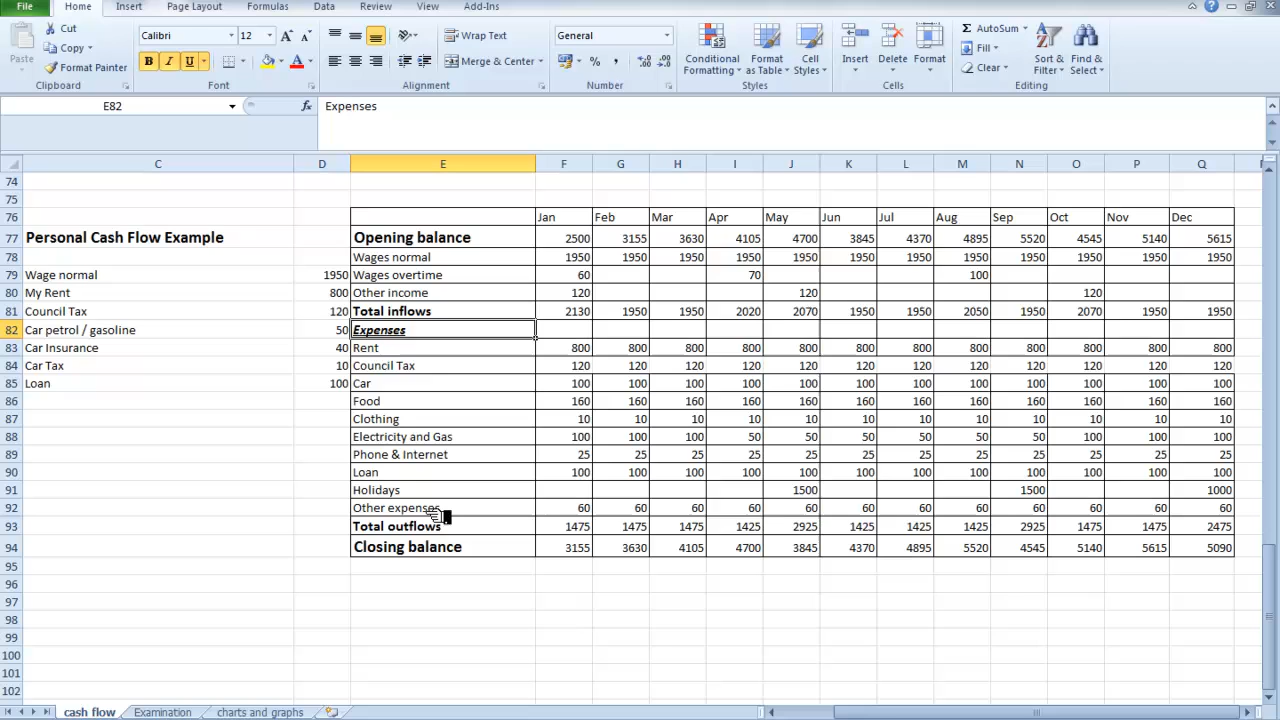 File Home Insert Page Layout Formulas Data Review View Add-Ins
Cut Calibri 12 Wrap Text General AutoSum
Copy Fill
Paste Format Painter B I U Merge & Center % , Conditional Formatting Format as Table Cell Styles Insert Delete Format Clear Sort & Filter Find & Select
Clipboard Font Alignment Number Styles Cells Editing
E82 fx Expenses
C D E F G H I J K L M N O P Q
74
75
76 Jan Feb Mar Apr May Jun Jul Aug Sep Oct Nov Dec
77 Personal Cash Flow Example Opening balance 2500 3155 3630 4105 4700 3845 4370 4895 5520 4545 5140 5615
78 Wages normal 1950 1950 1950 1950 1950 1950 1950 1950 1950 1950 1950 1950
79 Wage normal 1950 Wages overtime 60 70 100
80 My Rent 800 Other income 120 120 120
81 Council Tax 120 Total inflows 2130 1950 1950 2020 2070 1950 1950 2050 1950 2070 1950 1950
82 Car petrol / gasoline 50 Expenses
83 Car Insurance 40 Rent 800 800 800 800 800 800 800 800 800 800 800 800
84 Car Tax 10 Council Tax 120 120 120 120 120 120 120 120 120 120 120 120
85 Loan 100 Car 100 100 100 100 100 100 100 100 100 100 100 100
86 Food 160 160 160 160 160 160 160 160 160 160 160 160
87 Clothing 10 10 10 10 10 10 10 10 10 10 10 10
88 Electricity and Gas 100 100 100 50 50 50 50 50 50 100 100 100
89 Phone & Internet 25 25 25 25 25 25 25 25 25 25 25 25
90 Loan 100 100 100 100 100 100 100 100 100 100 100 100
91 Holidays 1500 1500 1000
92 Other expenses 60 60 60 60 60 60 60 60 60 60 60 60
93 Total outflows 1475 1475 1475 1425 2925 1425 1425 1425 2925 1475 1475 2475
94 Closing balance 3155 3630 4105 4700 3845 4370 4895 5520 4545 5140 5615 5090
95
96
97
98
99
100
101
102
cash flow Examination charts and graphs